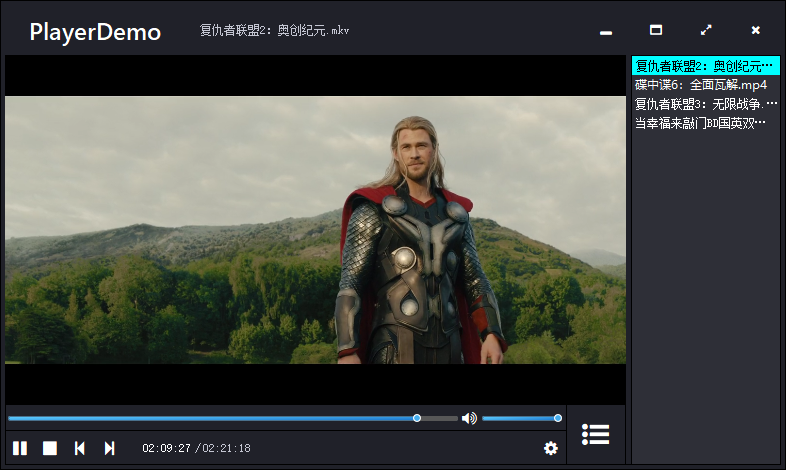 PlayerDemo
复仇者联盟2：奥创纪元.mkv
复仇者联盟2：奥创纪元…
碟中谍6：全面瓦解.mp4
复仇者联盟3：无限战争.…
当幸福来敲门BD国英双…
02:09:27 /02:21:18